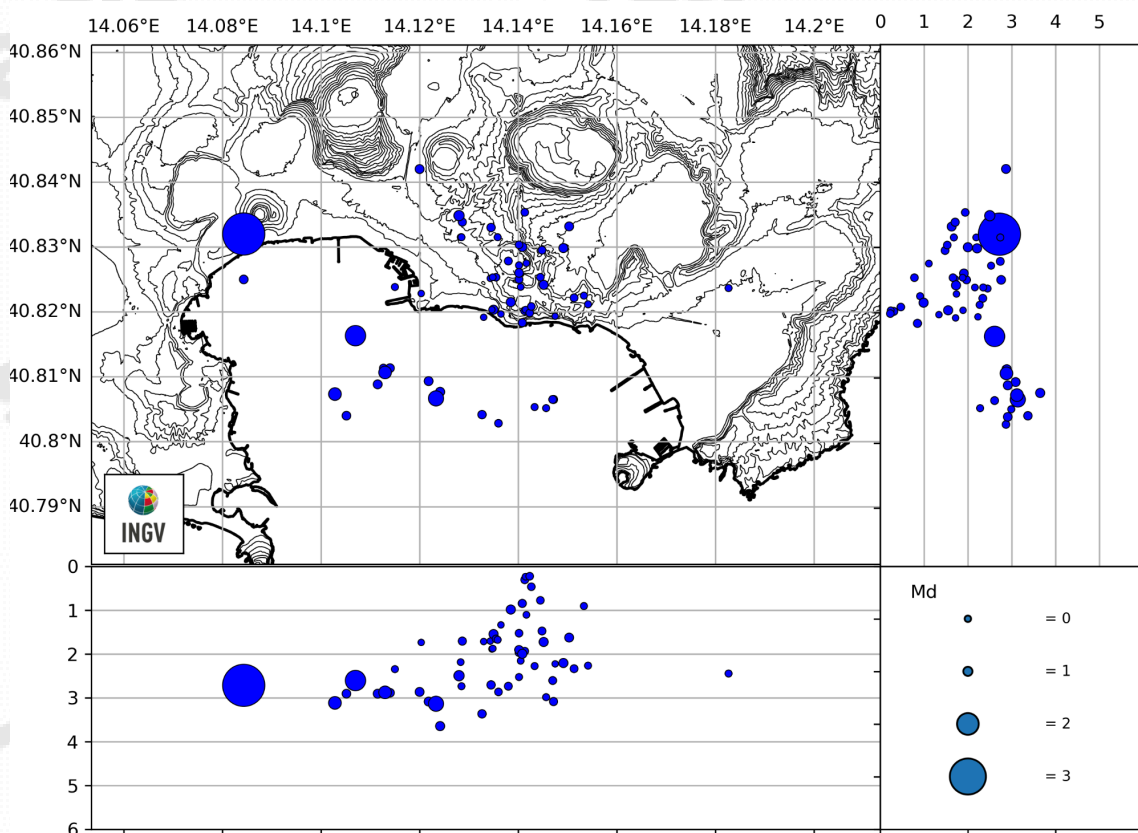 14.06°E 14.08°E 14.1°E 14.12°E 14.14°E 14.16°E 14.18°E 14.2°E 0 1 2 3 4 5
40.86°N
40.85°N
40.84°N
40.83°N
40.82°N
40.81°N
40.8°N
40.79°N
INGV
0
1
2
3
4
5
6
Md
= 0
= 1
= 2
= 3